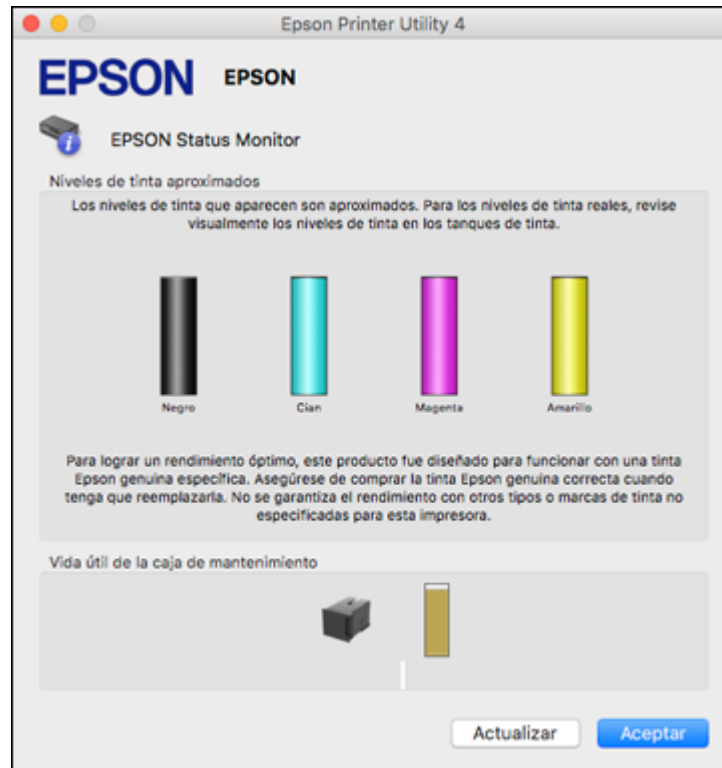 Epson Printer Utility 4
EPSON EPSON
EPSON Status Monitor
Niveles de tinta aproximados
Los niveles de tinta que aparecen son aproximados. Para los niveles de tinta reales, revise
visualmente los niveles de tinta en los tanques de tinta.
Negro Cian Magenta Amarillo
Para lograr un rendimiento óptimo, este producto fue diseñado para funcionar con una tinta
Epson genuina específica. Asegúrese de comprar la tinta Epson genuina correcta cuando
tenga que reemplazarla. No se garantiza el rendimiento con otros tipos o marcas de tinta no
especificadas para esta impresora.
Vida útil de la caja de mantenimiento
Actualizar Aceptar